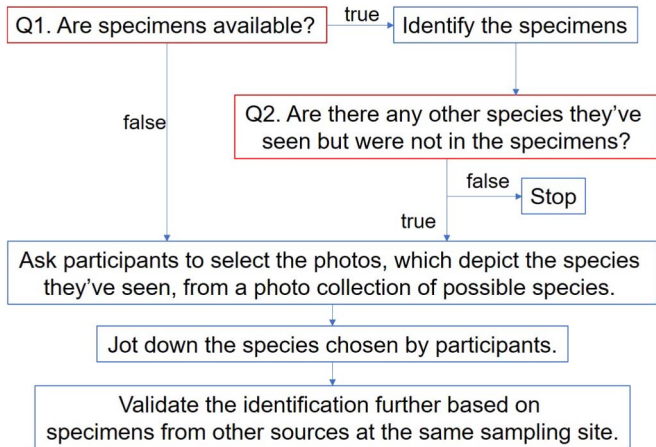 Q1. Are specimens available?
true
Identify the specimens
false
Q2. Are there any other species they've
seen but were not in the specimens?
false
Stop
true
Ask participants to select the photos, which depict the species
they've seen, from a photo collection of possible species.
Jot down the species chosen by participants.
Validate the identification further based on
specimens from other sources at the same sampling site.